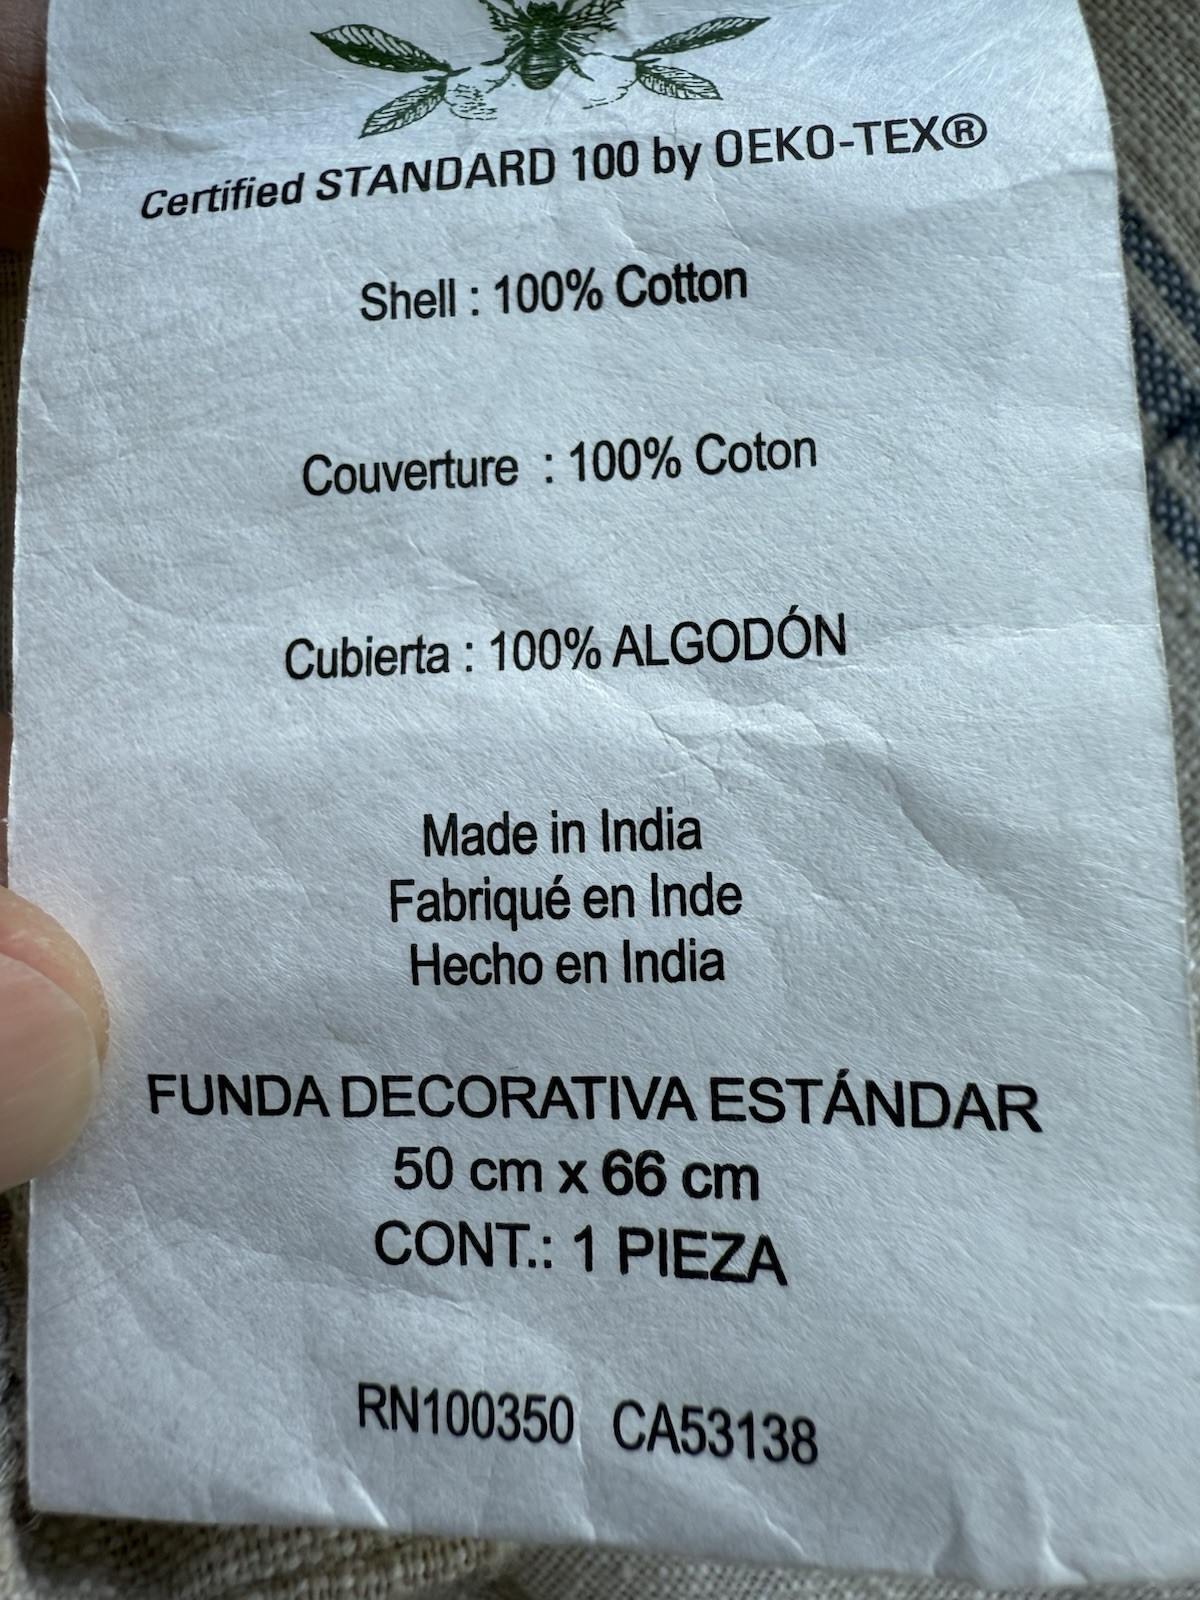 Certified STANDARD 100 by OEKO-TEX®
Shell : 100% Cotton
Couverture : 100% Coton
Cubierta : 100% ALGODÓN
Made in India
Fabriqué en Inde
Hecho en India
FUNDA DECORATIVA ESTÁNDAR
50 cm x 66 cm
CONT.: 1 PIEZA
RN100350 CA53138